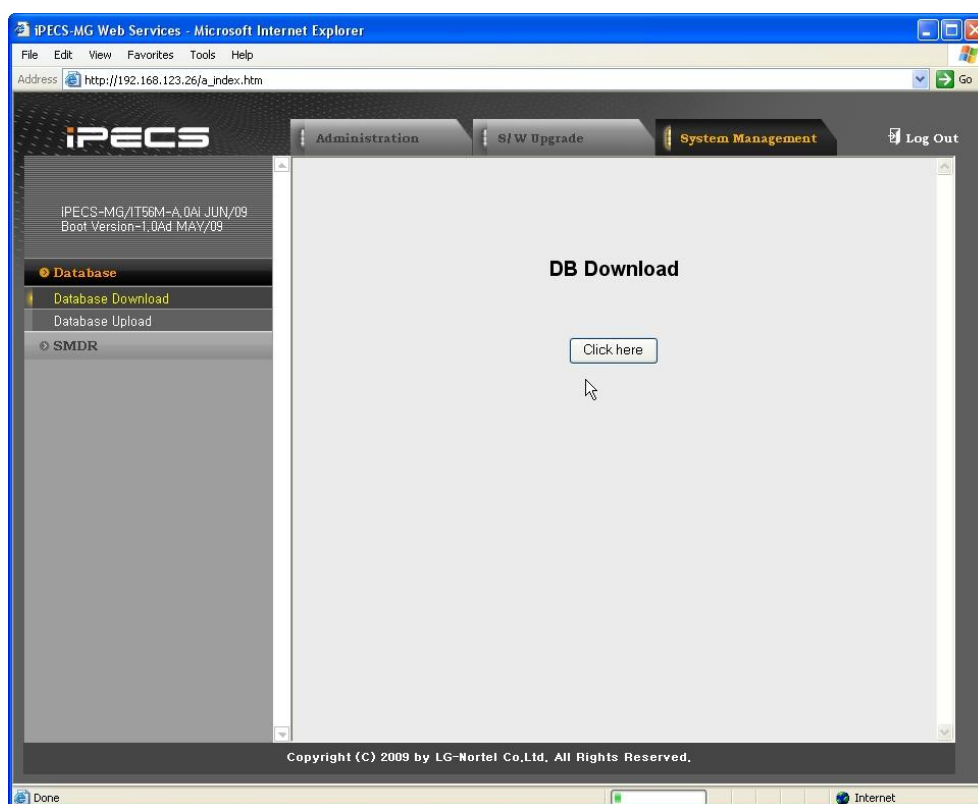 iPECS-MG Web Services - Microsoft Internet Explorer
File Edit View Favorites Tools Help
Address http://192.168.123.26/a_index.htm Go
iPECS Administration S/W Upgrade System Management Log Out
iPECS-MG/IT56M-A.0Ai JUN/09
Boot Version-1.0Ad MAY/09
Database
Database Download
Database Upload
SMDR
DB Download
Click here
Copyright (C) 2009 by LG-Nortel Co,Ltd. All Rights Reserved.
Done Internet